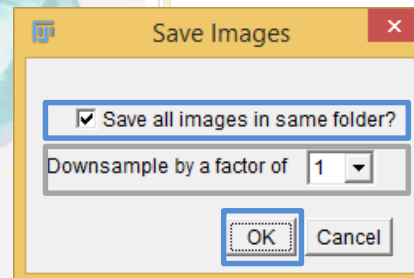 Save Images
Save all images in same folder?
Downsample by a factor of 1
OK Cancel